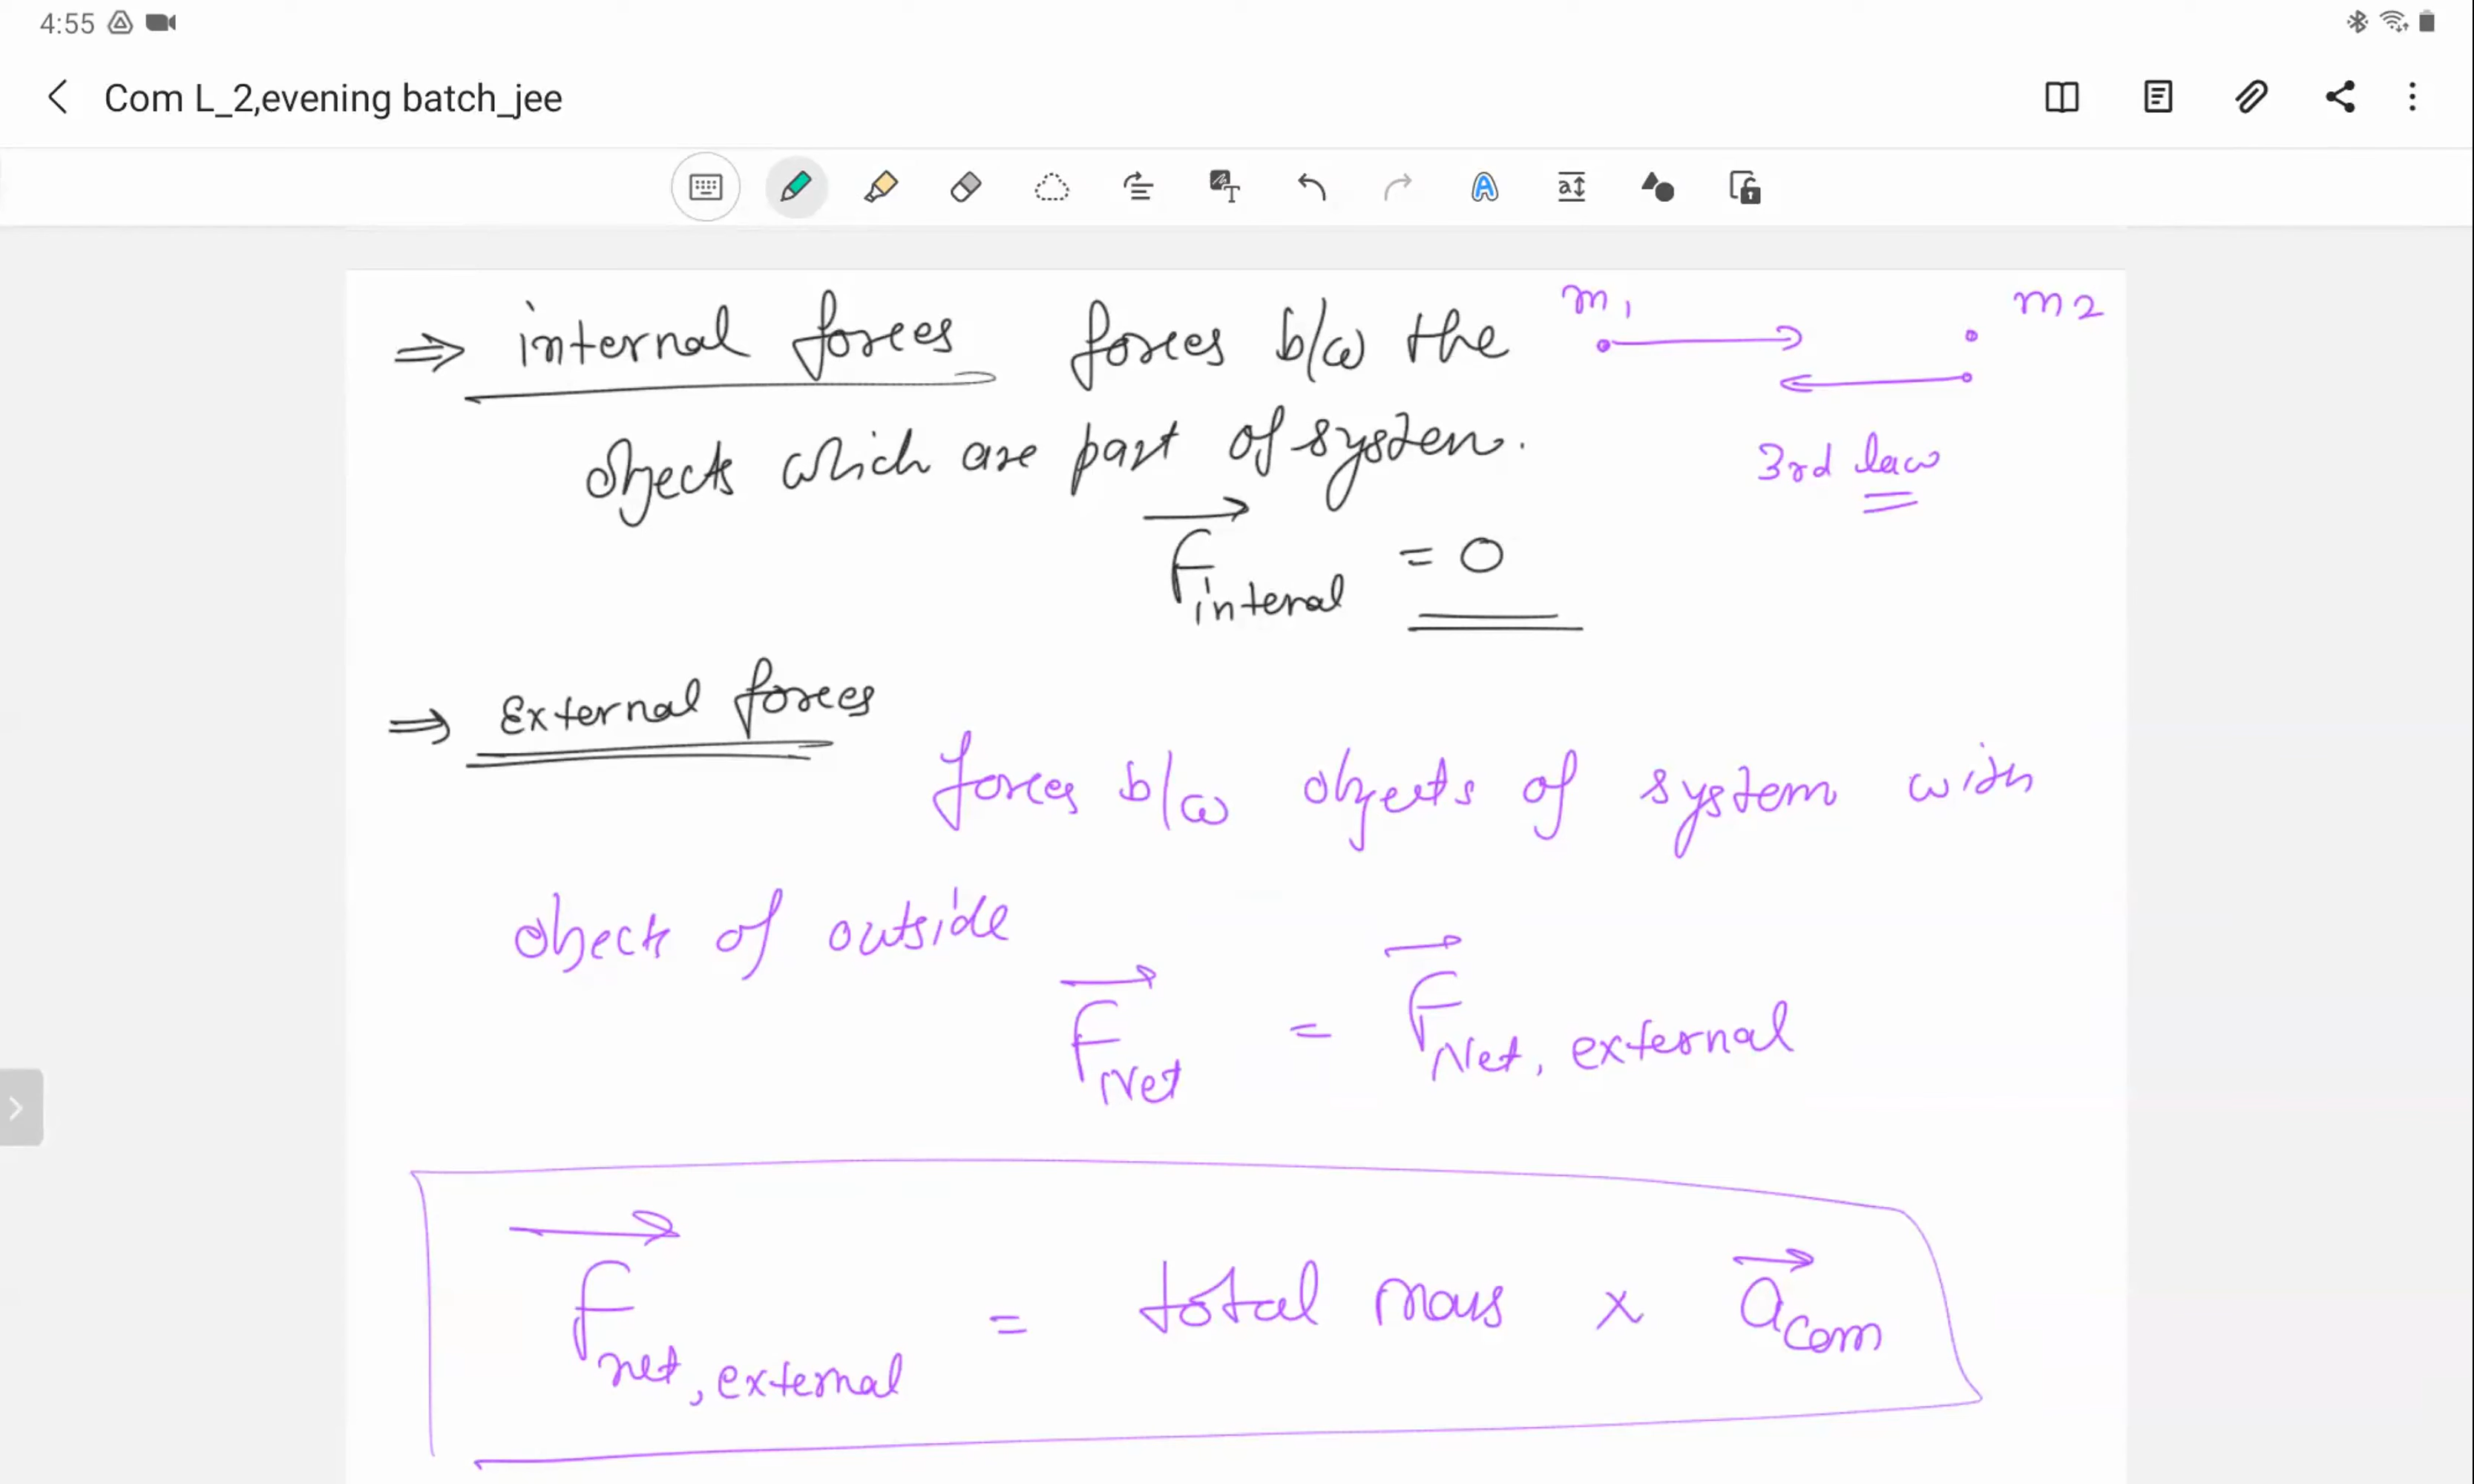 4:55
Com L_2,evening batch_jee
⇒ internal forces forces b/w the
objects which are part of system.
m1 m2
3rd law
F⃗internal = 0
⇒ External forces
forces b/w objects of system with
object of outside
F⃗Net = F⃗Net, external
F⃗net, external = total mass × a⃗com